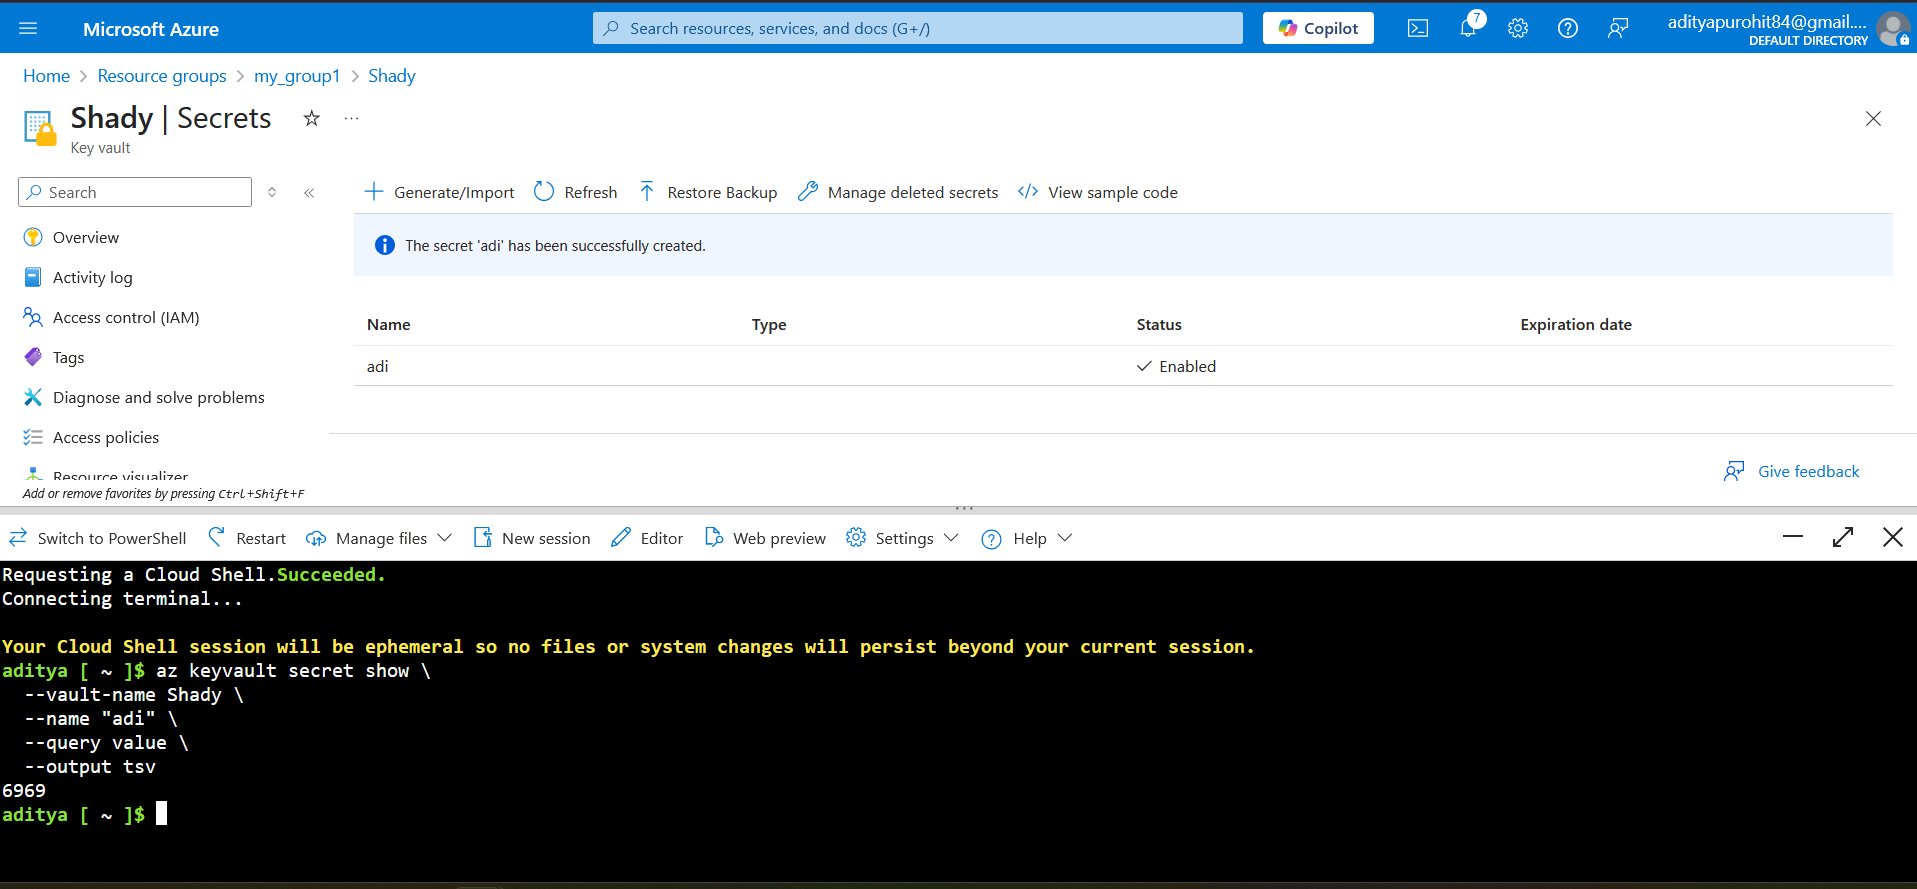 Microsoft Azure
Search resources, services, and docs (G+/)
Copilot
7
adityapurohit84@gmail....
DEFAULT DIRECTORY
Home > Resource groups > my_group1 > Shady
Shady | Secrets
...
Key vault
Search
Generate/Import
Refresh
Restore Backup
Manage deleted secrets
View sample code
Overview
Activity log
Access control (IAM)
Tags
Diagnose and solve problems
Access policies
Resource visualizer
Add or remove favorites by pressing Ctrl+Shift+F
The secret 'adi' has been successfully created.
Name Type Status Expiration date
adi Enabled
Give feedback
Switch to PowerShell
Restart
Manage files
New session
Editor
Web preview
Settings
Help
Requesting a Cloud Shell.Succeeded.
Connecting terminal...
Your Cloud Shell session will be ephemeral so no files or system changes will persist beyond your current session.
aditya [ ~ ]$ az keyvault secret show \
--vault-name Shady \
--name "adi" \
--query value \
--output tsv
6969
aditya [ ~ ]$